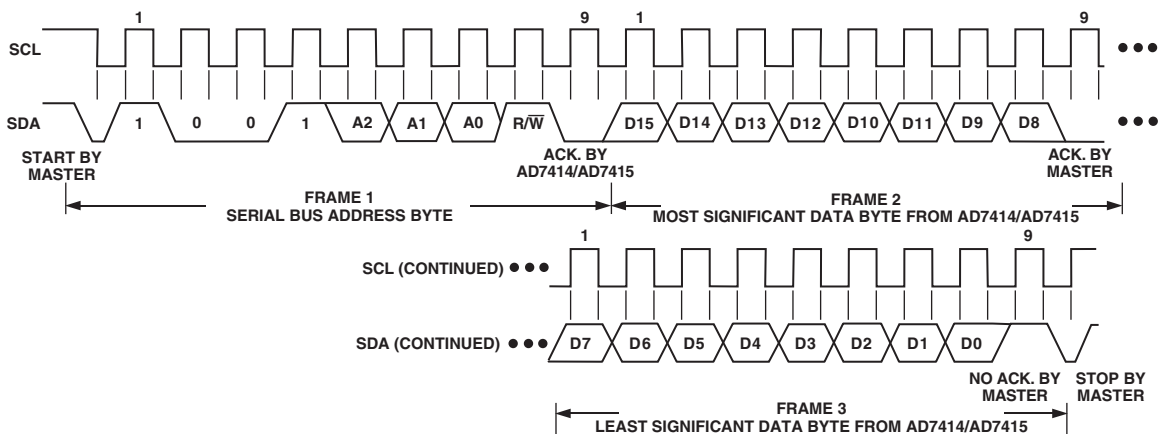 1 9 1 9
SCL
SDA 1 0 0 1 A2 A1 A0 R/W̅ D15 D14 D13 D12 D10 D11 D9 D8
START BY
MASTER
ACK. BY
AD7414/AD7415
ACK. BY
MASTER
FRAME 1
SERIAL BUS ADDRESS BYTE
FRAME 2
MOST SIGNIFICANT DATA BYTE FROM AD7414/AD7415
1 9
SCL (CONTINUED)
SDA (CONTINUED) D7 D6 D5 D4 D3 D2 D1 D0
NO ACK. BY
MASTER
STOP BY
MASTER
FRAME 3
LEAST SIGNIFICANT DATA BYTE FROM AD7414/AD7415